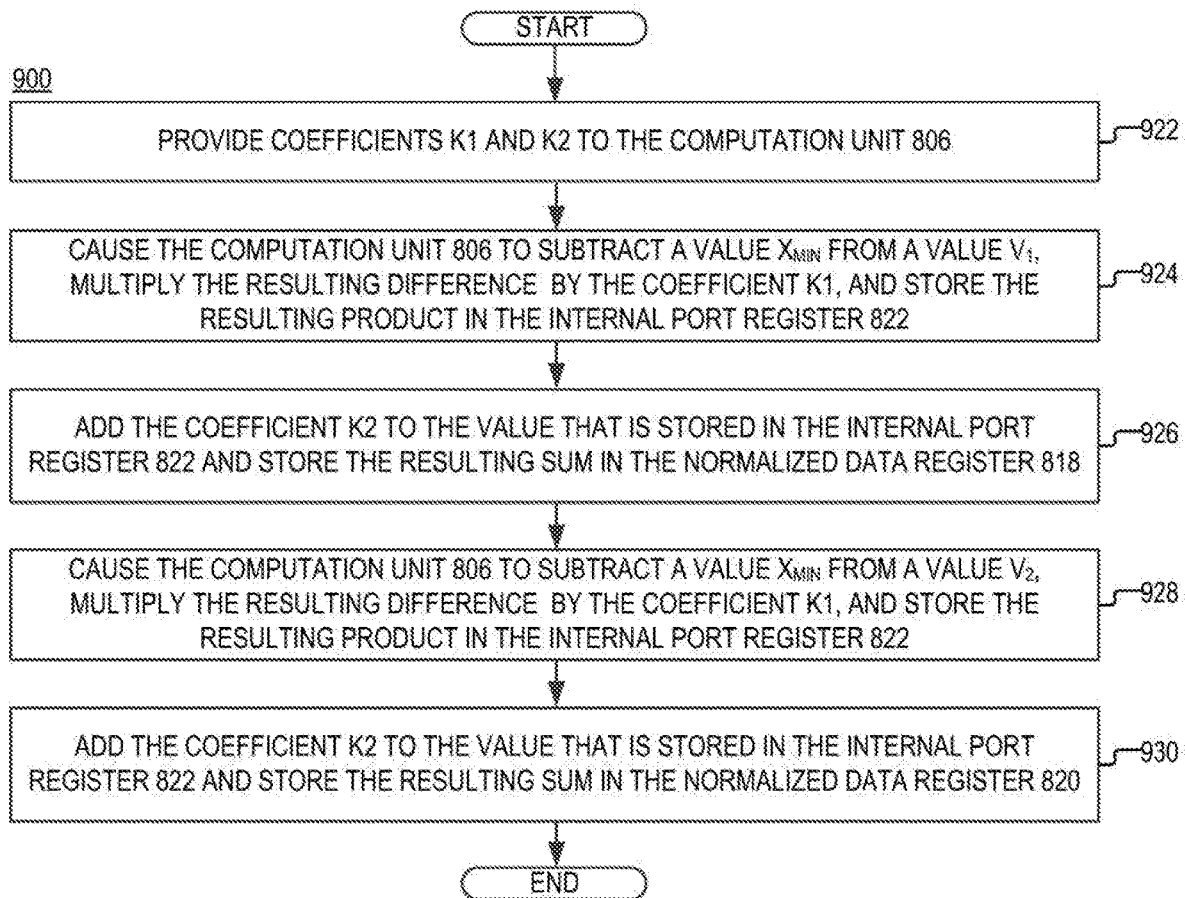 START
900
PROVIDE COEFFICIENTS K1 AND K2 TO THE COMPUTATION UNIT 806
922
CAUSE THE COMPUTATION UNIT 806 TO SUBTRACT A VALUE XMIN FROM A VALUE V1,
MULTIPLY THE RESULTING DIFFERENCE BY THE COEFFICIENT K1, AND STORE THE
RESULTING PRODUCT IN THE INTERNAL PORT REGISTER 822
924
ADD THE COEFFICIENT K2 TO THE VALUE THAT IS STORED IN THE INTERNAL PORT
REGISTER 822 AND STORE THE RESULTING SUM IN THE NORMALIZED DATA REGISTER 818
926
CAUSE THE COMPUTATION UNIT 806 TO SUBTRACT A VALUE XMIN FROM A VALUE V2,
MULTIPLY THE RESULTING DIFFERENCE BY THE COEFFICIENT K1, AND STORE THE
RESULTING PRODUCT IN THE INTERNAL PORT REGISTER 822
928
ADD THE COEFFICIENT K2 TO THE VALUE THAT IS STORED IN THE INTERNAL PORT
REGISTER 822 AND STORE THE RESULTING SUM IN THE NORMALIZED DATA REGISTER 820
930
END